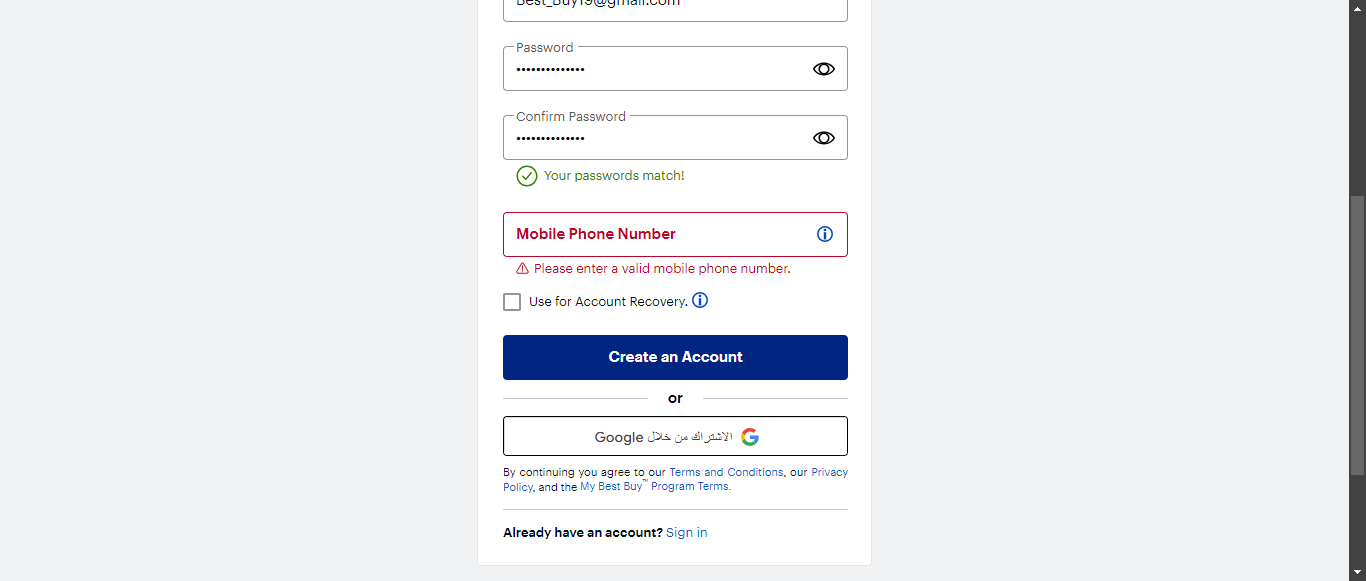 Best_Buy19@gmail.com
Password
••••••••••••••
Confirm Password
••••••••••••••
Your passwords match!
Mobile Phone Number
Please enter a valid mobile phone number.
Use for Account Recovery.
Create an Account
or
الاشتراك من خلال Google
By continuing you agree to our Terms and Conditions, our Privacy
Policy, and the My Best Buy™ Program Terms.
Already have an account? Sign in